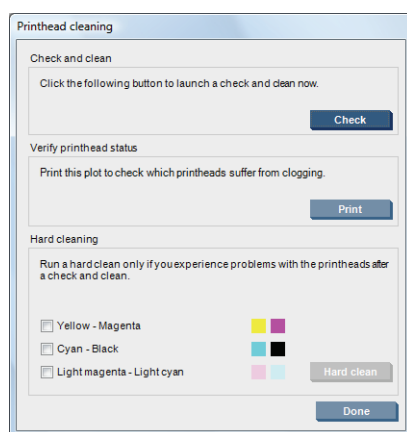 Printhead cleaning
Check and clean
Click the following button to launch a check and clean now.
Check
Verify printhead status
Print this plot to check which printheads suffer from clogging.
Print
Hard cleaning
Run a hard clean only if you experience problems with the printheads after
a check and clean.
Yellow - Magenta
Cyan - Black
Light magenta - Light cyan
Hard clean
Done